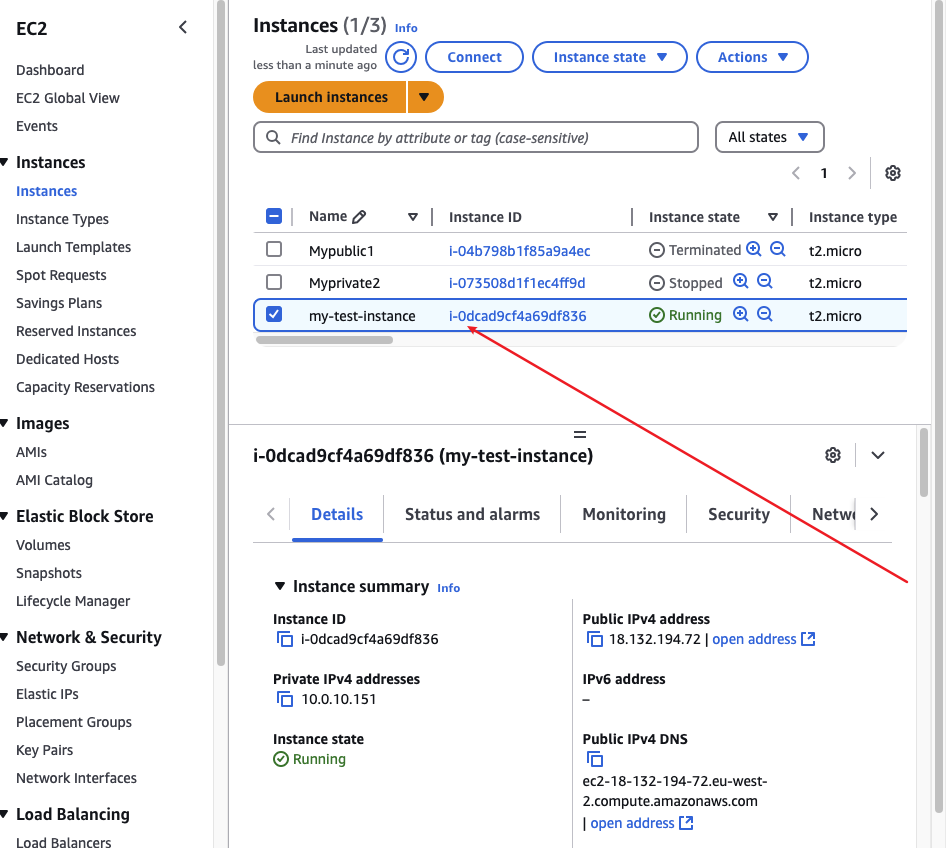 EC2
Dashboard
EC2 Global View
Events
Instances
Instances
Instance Types
Launch Templates
Spot Requests
Savings Plans
Reserved Instances
Dedicated Hosts
Capacity Reservations
Images
AMIs
AMI Catalog
Elastic Block Store
Volumes
Snapshots
Lifecycle Manager
Network & Security
Security Groups
Elastic IPs
Placement Groups
Key Pairs
Network Interfaces
Load Balancing
Load Balancers
Instances (1/3) Info
Last updated
less than a minute ago
Connect Instance state Actions
Launch instances
Find Instance by attribute or tag (case-sensitive) All states
1
Name Instance ID Instance state Instance type
Mypublic1 i-04b798b1f85a9a4ec Terminated t2.micro
Myprivate2 i-073508d1f1ec4ff9d Stopped t2.micro
my-test-instance i-0dcad9cf4a69df836 Running t2.micro
i-0dcad9cf4a69df836 (my-test-instance)
Details Status and alarms Monitoring Security Netw
Instance summary Info
Instance ID
i-0dcad9cf4a69df836
Private IPv4 addresses
10.0.10.151
Instance state
Running
Public IPv4 address
18.132.194.72 | open address
IPv6 address
–
Public IPv4 DNS
ec2-18-132-194-72.eu-west-
2.compute.amazonaws.com
| open address